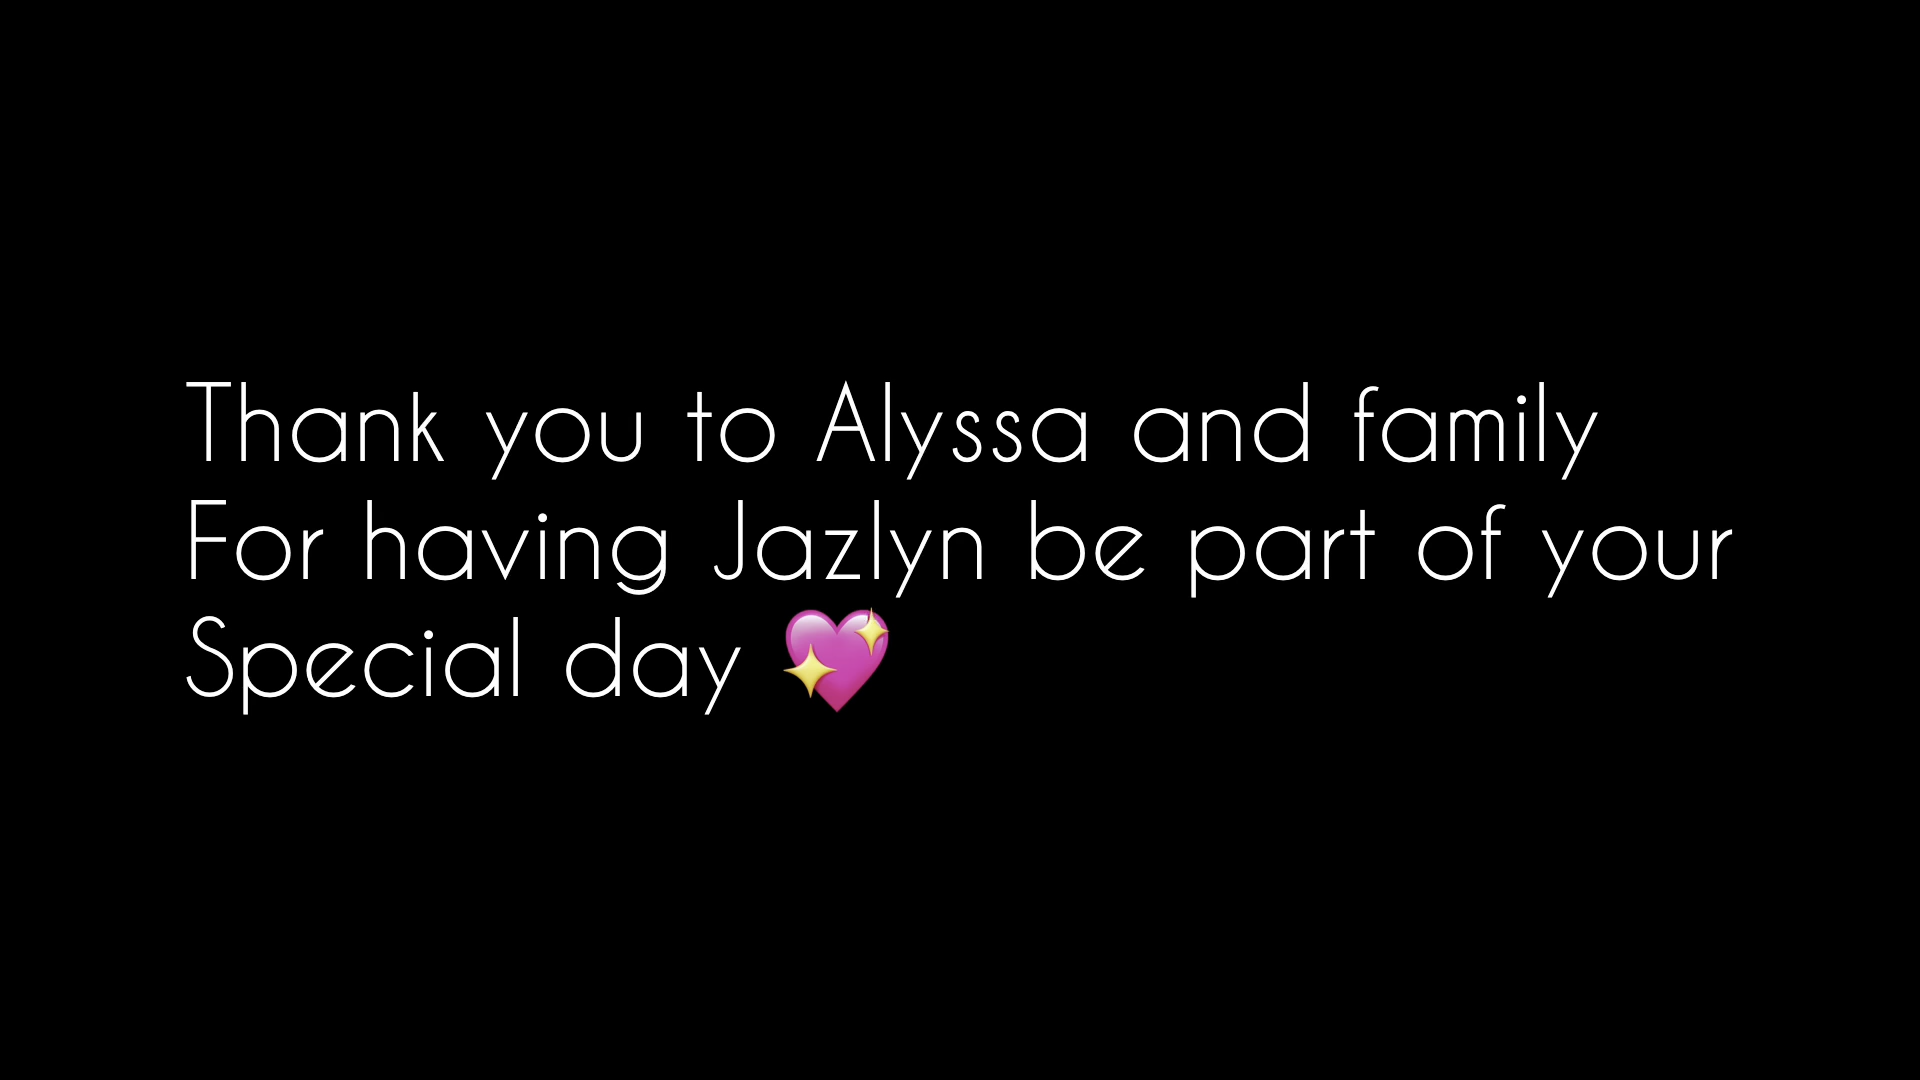 Thank you to Alyssa and family
For having Jazlyn be part of your
Special day 💖